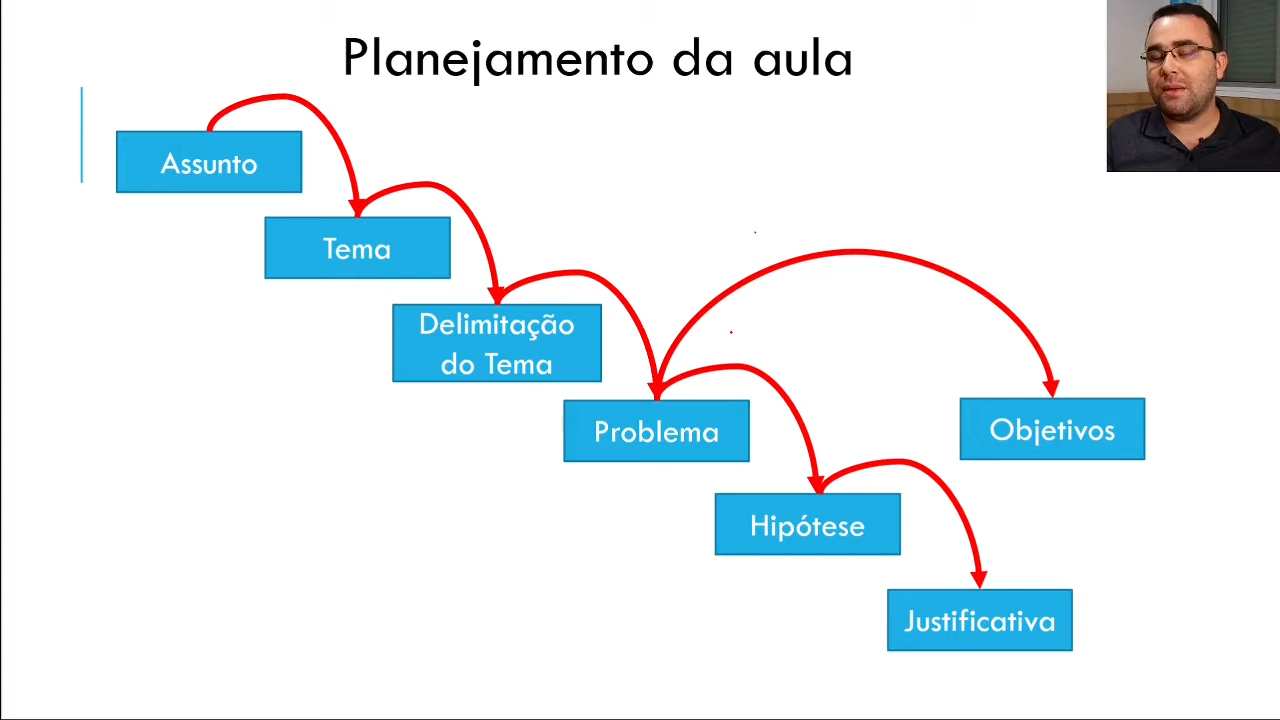 Planejamento da aula
Assunto
Tema
Delimitação
do Tema
Problema
Objetivos
Hipótese
Justificativa